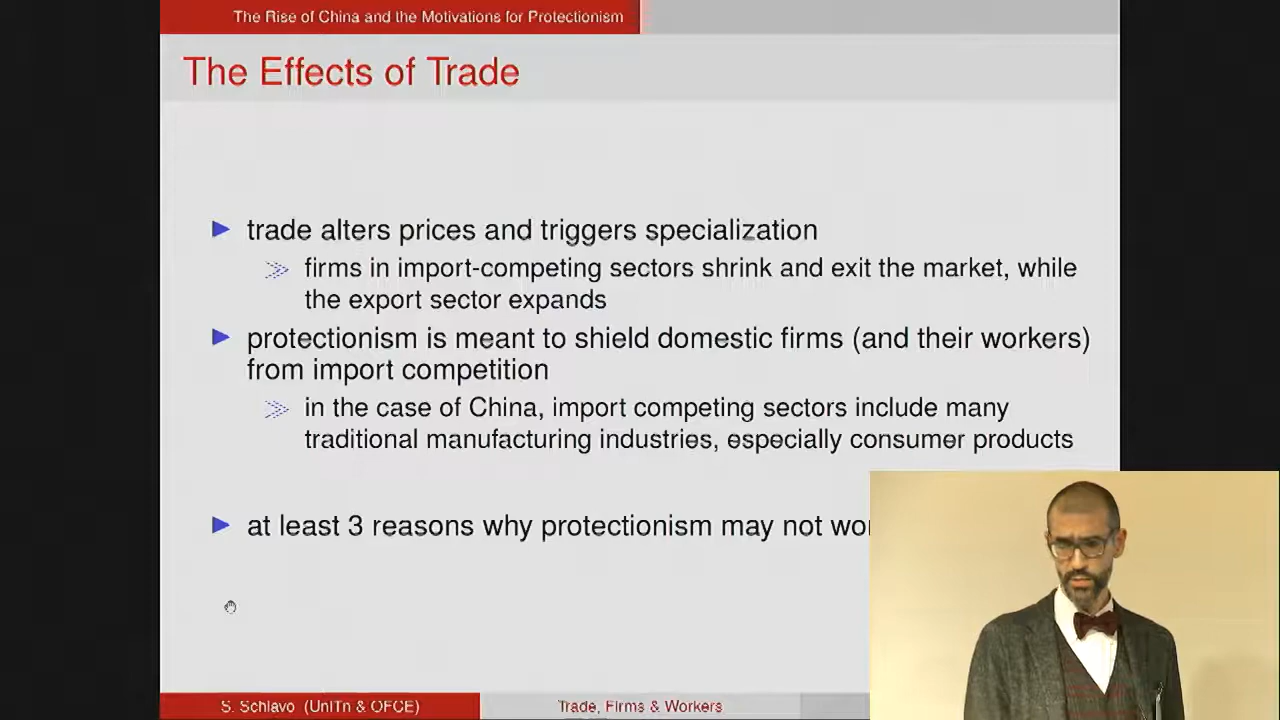 The Rise of China and the Motivations for Protectionism
The Effects of Trade
trade alters prices and triggers specialization
firms in import-competing sectors shrink and exit the market, while
the export sector expands
protectionism is meant to shield domestic firms (and their workers)
from import competition
in the case of China, import competing sectors include many
traditional manufacturing industries, especially consumer products
at least 3 reasons why protectionism may not
S. Schiavo (UniTn & OFCE)
Trade, Firms & Workers